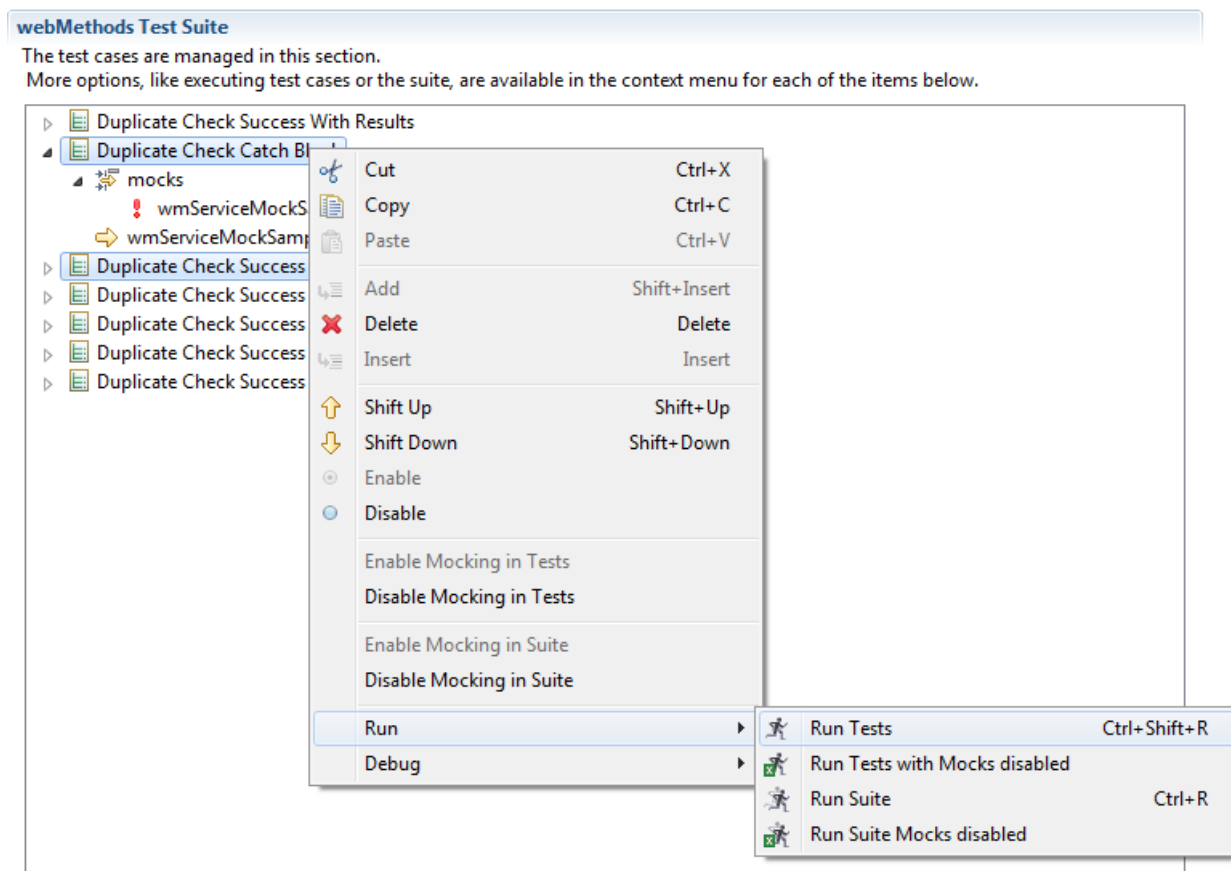 webMethods Test Suite
The test cases are managed in this section.
More options, like executing test cases or the suite, are available in the context menu for each of the items below.
Duplicate Check Success With Results
Duplicate Check Catch
mocks
wmServiceMockS
wmServiceMockSamp
Duplicate Check Success
Duplicate Check Success
Duplicate Check Success
Duplicate Check Success
Duplicate Check Success
Cut Ctrl+X
Copy Ctrl+C
Paste Ctrl+V
Add Shift+Insert
Delete Delete
Insert Insert
Shift Up Shift+Up
Shift Down Shift+Down
Enable
Disable
Enable Mocking in Tests
Disable Mocking in Tests
Enable Mocking in Suite
Disable Mocking in Suite
Run
Debug
Run Tests Ctrl+Shift+R
Run Tests with Mocks disabled
Run Suite Ctrl+R
Run Suite Mocks disabled